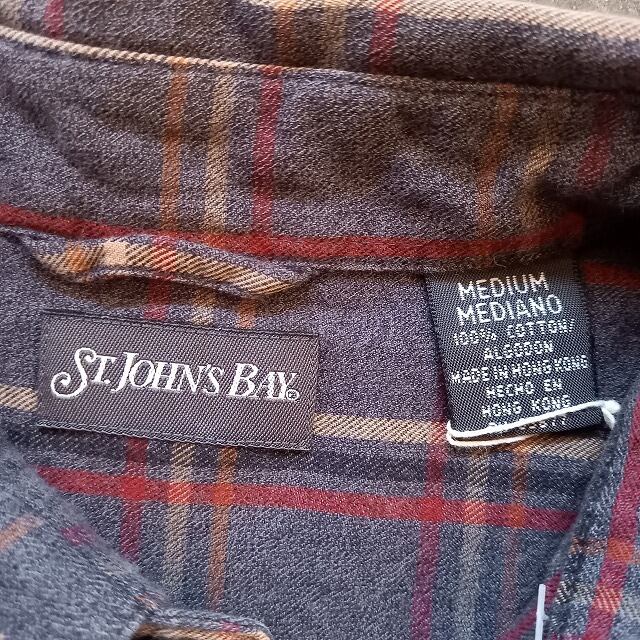 ST. JOHN'S BAY
MEDIUM
MEDIANO
100% COTTON/
ALGODON
MADE IN HONG KONG
HECHO EN
HONG KONG